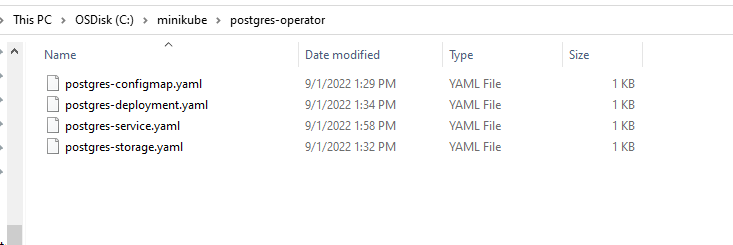 This PC > OSDisk (C:) > minikube > postgres-operator
Name Date modified Type Size
postgres-configmap.yaml 9/1/2022 1:29 PM YAML File 1 KB
postgres-deployment.yaml 9/1/2022 1:34 PM YAML File 1 KB
postgres-service.yaml 9/1/2022 1:58 PM YAML File 1 KB
postgres-storage.yaml 9/1/2022 1:32 PM YAML File 1 KB